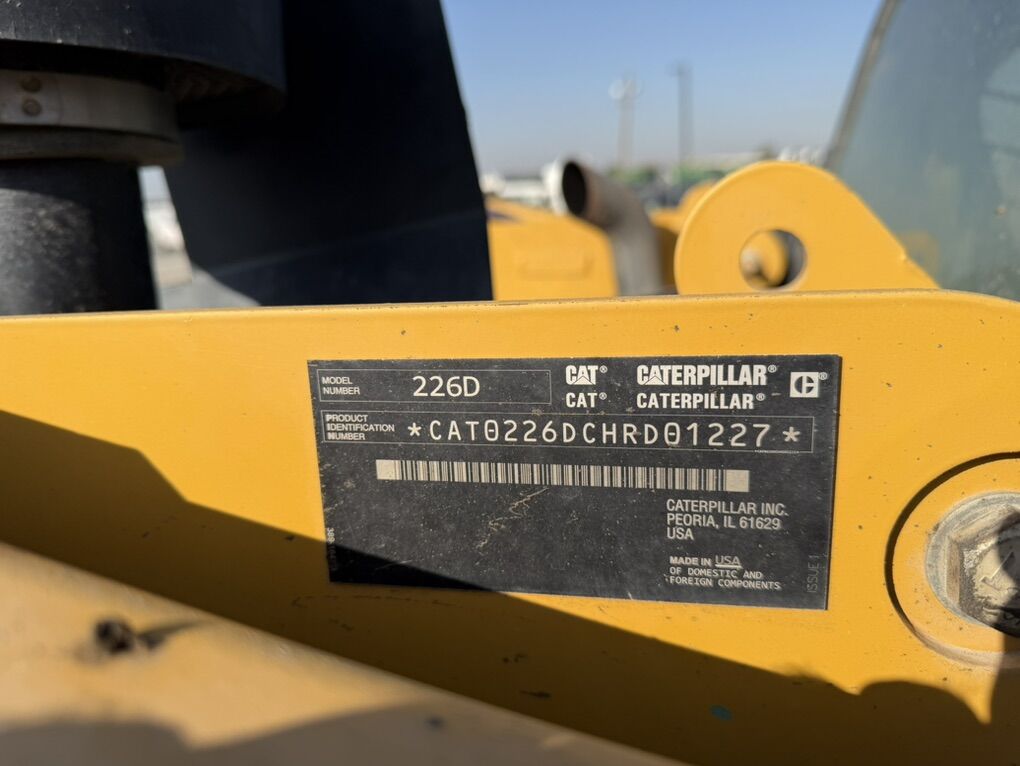 MODEL
NUMBER
226D
CAT® CATERPILLAR®
CAT® CATERPILLAR®
PRODUCT
IDENTIFICATION
NUMBER
*CAT0226DCHRD01227*
CATERPILLAR INC.
PEORIA, IL 61629
USA
MADE IN USA
OF DOMESTIC AND
FOREIGN COMPONENTS
ISSUE 1